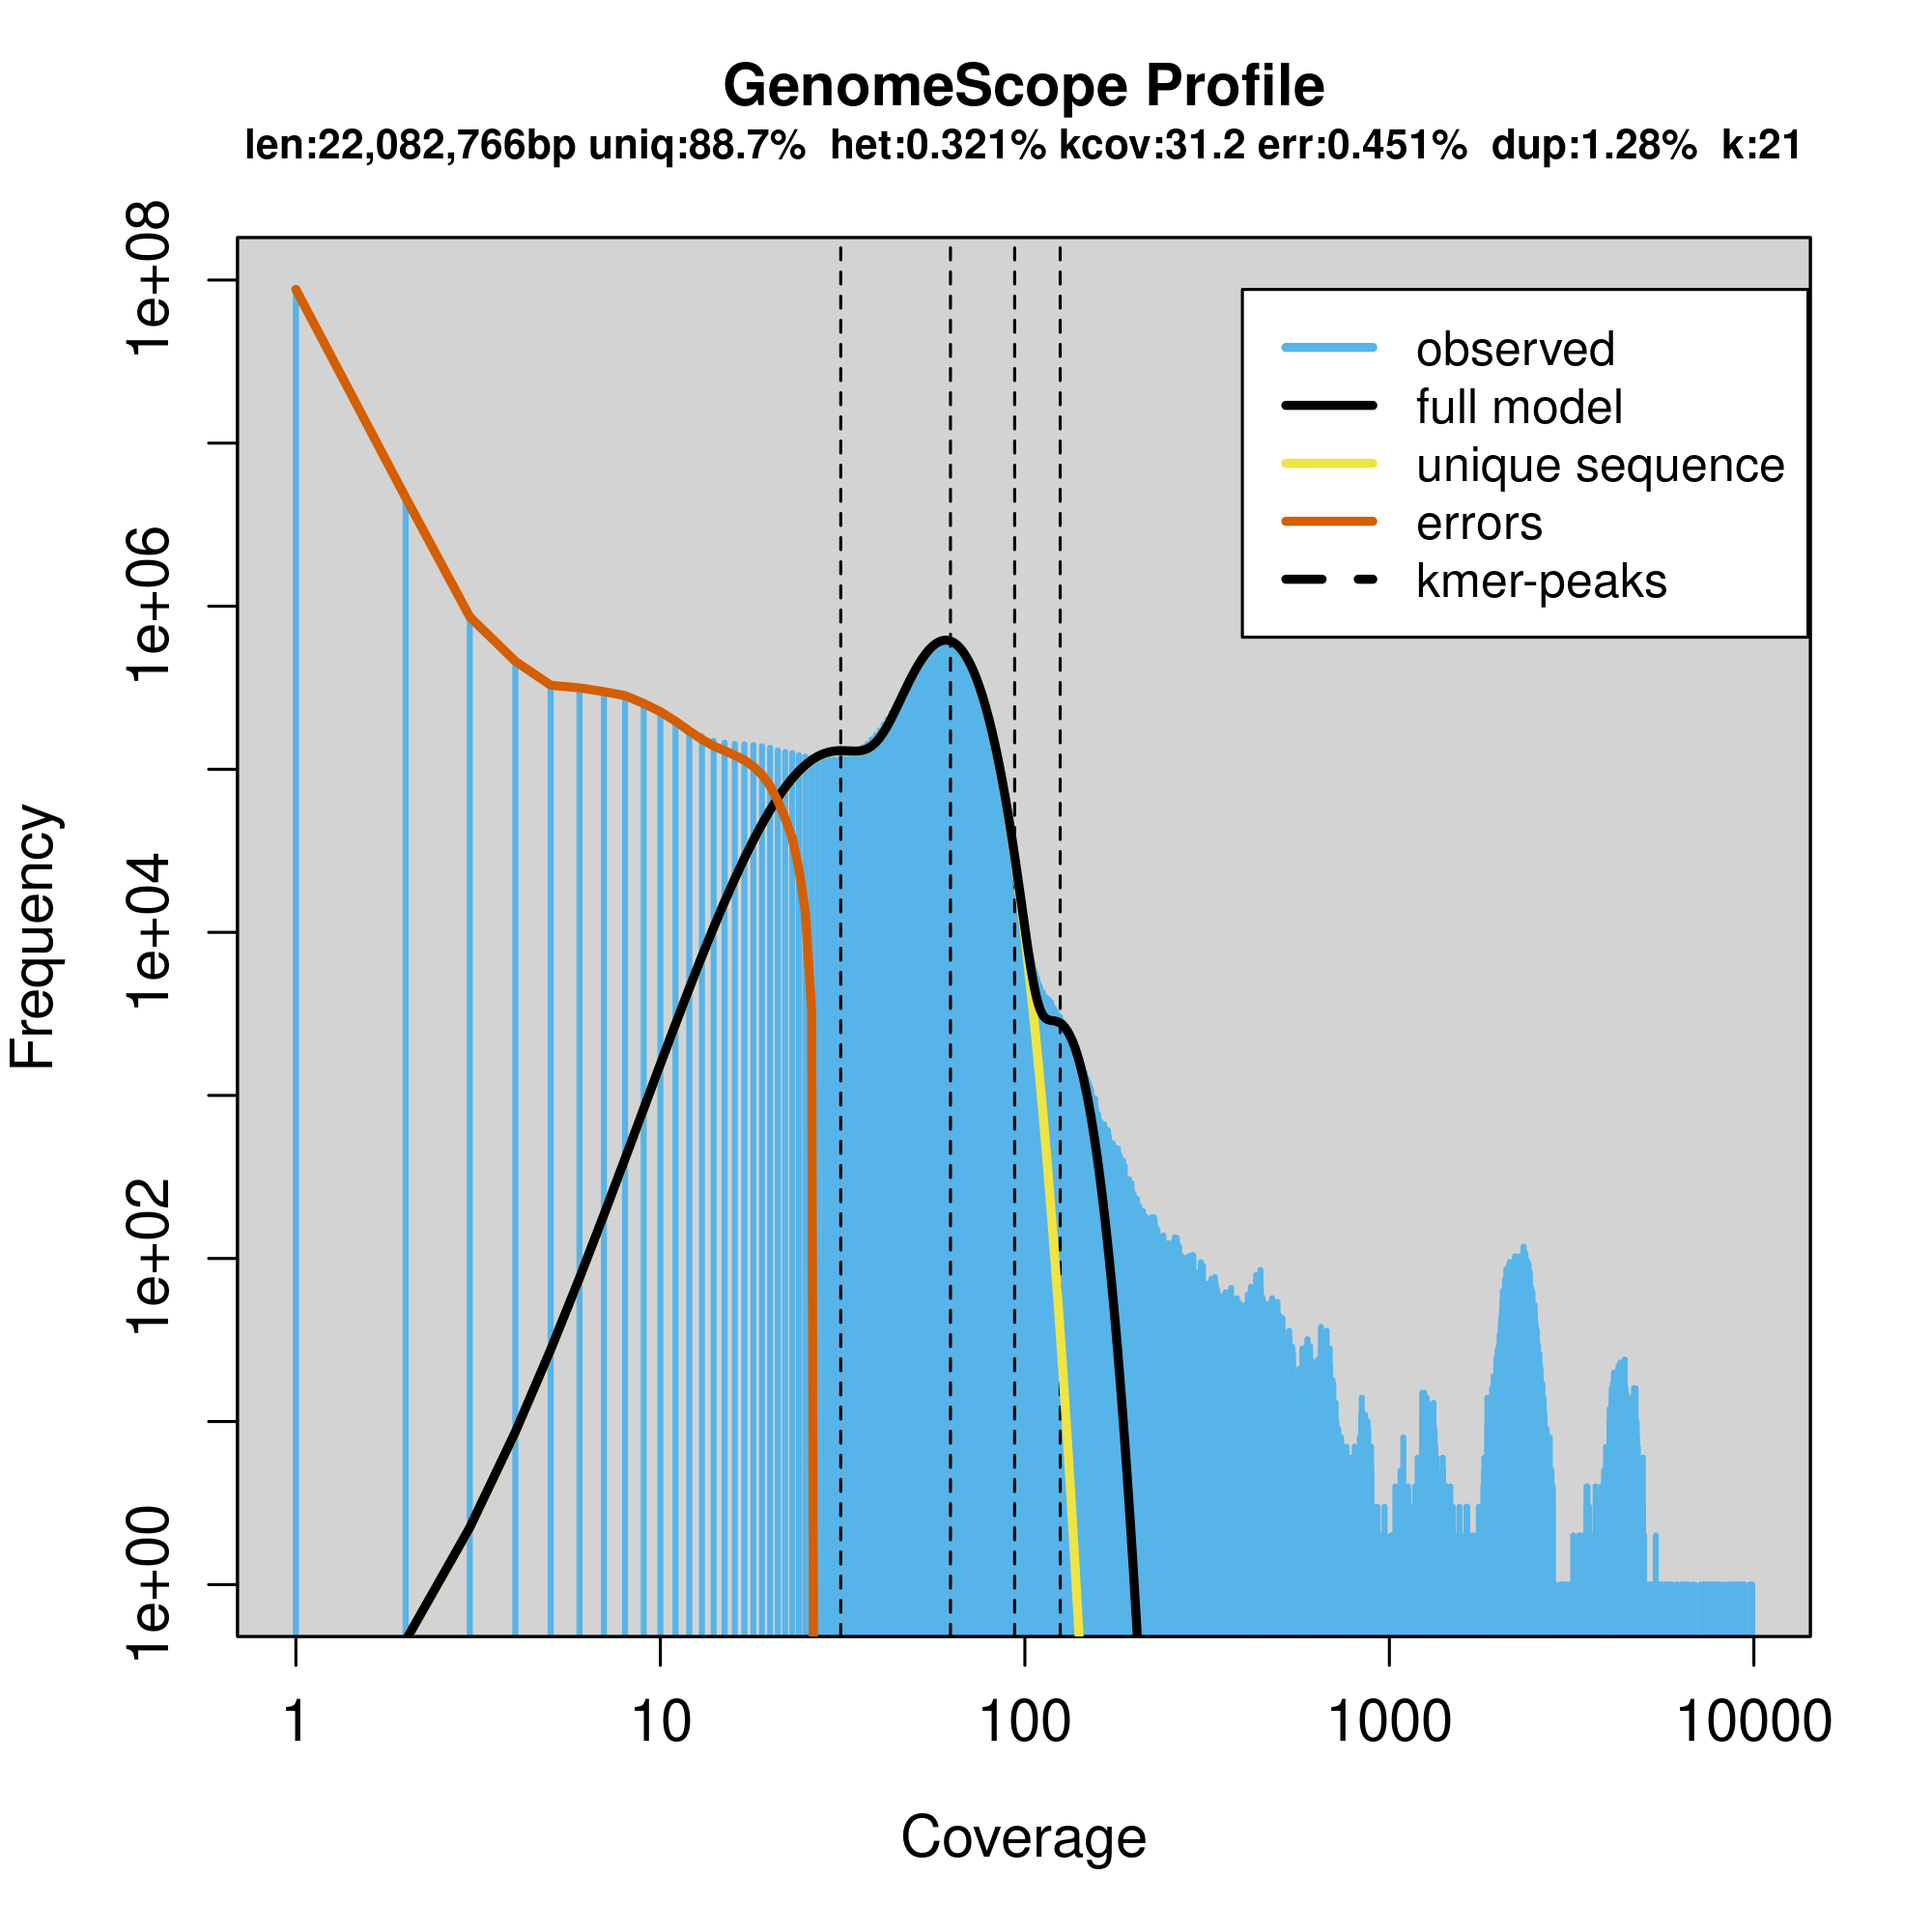 GenomeScope Profile
len:22,082,766bp uniq:88.7% het:0.321% kcov:31.2 err:0.451% dup:1.28% k:21
1e+08
1e+06
1e+04
1e+02
1e+00
Frequency
observed
full model
unique sequence
errors
kmer-peaks
1 10 100 1000 10000
Coverage